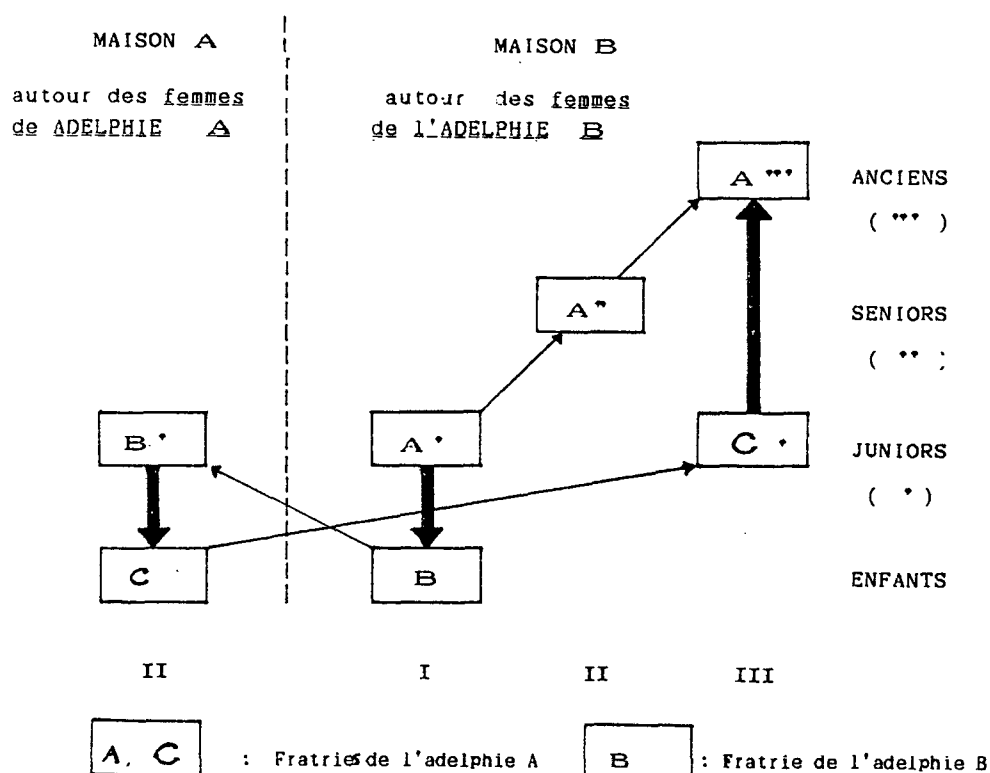 MAISON A
MAISON B
autour des femmes
de ADELPHIE A
autour des femmes
de l'ADELPHIE B
A '''
ANCIENS
( ''' )
A ''
SENIORS
( '' ;
B '
A '
C '
JUNIORS
( ' )
C
B
ENFANTS
II
I
II
III
A, C : Fratries de l'adelphie A
B : Fratrie de l'adelphie B